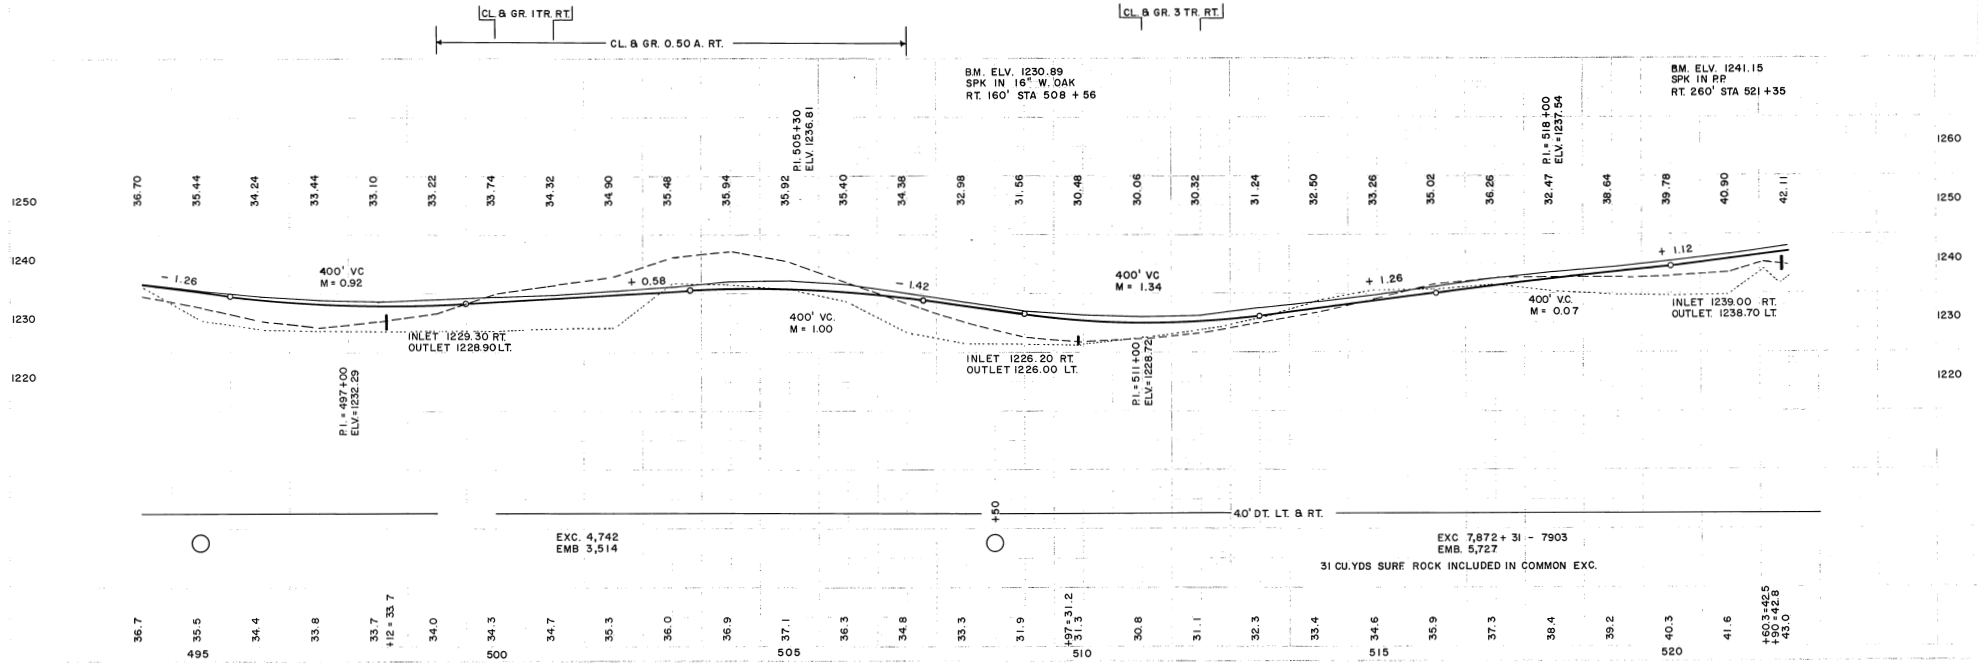 CL. & GR. 1 TR. RT.
CL. & GR. 3 TR. RT.
CL. & GR. 0.50 A. RT.
B.M. ELV. 1230.89
SPK IN 16" W. OAK
RT. 160' STA 508 + 56
B.M. ELV. 1241.15
SPK IN P.P.
RT. 260' STA 521 + 35
P.I. 505+30
ELV. 1236.81
P.I. = 518+00
ELV. = 1237.54
1260
36.70 35.44 34.24 33.44 33.10 33.22 33.74 34.32 34.90 35.48 35.94 35.92 35.40 34.38 32.98 31.56 30.48 30.06 30.32 31.24 32.50 33.26 35.02 36.26 32.47 38.64 39.78 40.90 42.11
1250 1250
1240 1240
- 1.26
400' VC
M = 0.92
+ 0.58
- 1.42
400' VC
M = 1.34
+ 1.26
+ 1.12
400' VC.
M = 1.00
400' V.C.
M = 0.07
INLET 1239.00 RT.
OUTLET 1238.70 LT.
1230 1230
INLET 1229.30 RT.
OUTLET 1228.90 LT.
INLET 1226.20 RT.
OUTLET 1226.00 LT.
1220 1220
P.I. = 497+00
ELV. = 1232.29
P.I. = 511+00
ELV. = 1228.72
+50
4.0' DT. LT. & RT.
EXC. 4,742
EMB 3,514
EXC 7,872 + 31 - 7903
EMB. 5,727
31 CU.YDS SURF. ROCK INCLUDED IN COMMON EXC.
36.7 35.5 34.4 33.8 33.7 +12 = 33.7 34.0 34.3 34.7 35.3 36.0 36.9 37.1 36.3 34.8 33.3 31.9 +97 = 31.2 31.3 30.8 31.1 32.3 33.4 34.6 35.9 37.3 38.4 39.2 40.3 41.6 +60.3 = 42.5 +90 = 42.8 43.0
495 500 505 510 515 520